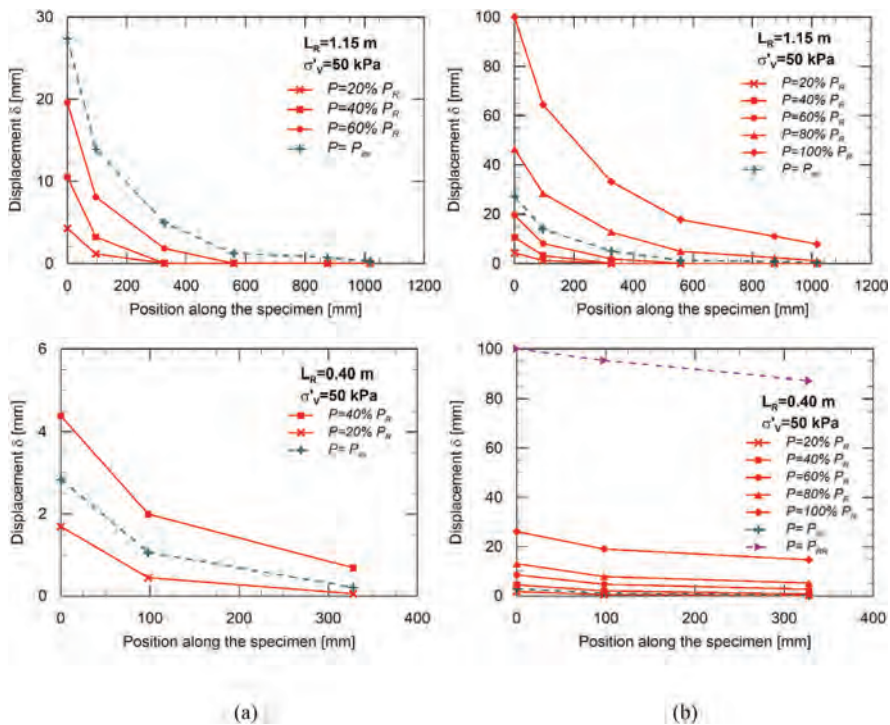 30
20
10
0
Displacement δ [mm]
L_R=1.15 m
σ'_V=50 kPa
P=20% P_R
P=40% P_R
P=60% P_R
0 200 400 600 800 1000 1200
Position along the specimen [mm]
100
80
60
40
20
0
Displacement δ [mm]
L_R=1.15 m
σ'_V=50 kPa
P=20% P_R
P=40% P_R
P=60% P_R
P=80% P_R
P=100% P_R
0 200 400 600 800 1000 1200
Position along the specimen [mm]
6
4
2
0
Displacement δ [mm]
L_R=0.40 m
σ'_V=50 kPa
P=40% P_R
P=20% P_R
0 100 200 300 400
Position along the specimen [mm]
100
80
60
40
20
0
Displacement δ [mm]
L_R=0.40 m
σ'_V=50 kPa
P=20% P_R
P=40% P_R
P=60% P_R
P=80% P_R
P=100% P_R
P= P_RR
0 100 200 300 400
Position along the specimen [mm]
(a) (b)